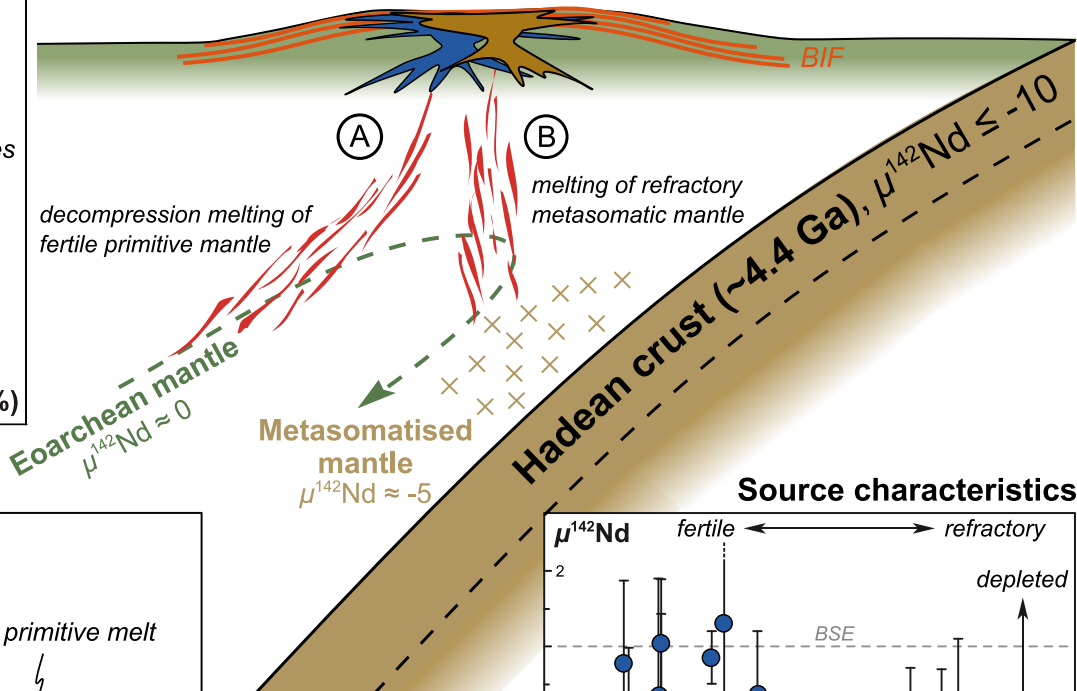 BIF
A
B
es
decompression melting of
fertile primitive mantle
melting of refractory
metasomatic mantle
Hadean crust (~4.4 Ga), μ¹⁴²Nd ≤ -10
%)
Eoarchean mantle
μ¹⁴²Nd ≈ 0
Metasomatised
mantle
μ¹⁴²Nd ≈ -5
Source characteristics
μ¹⁴²Nd
fertile
refractory
2
depleted
BSE
primitive melt